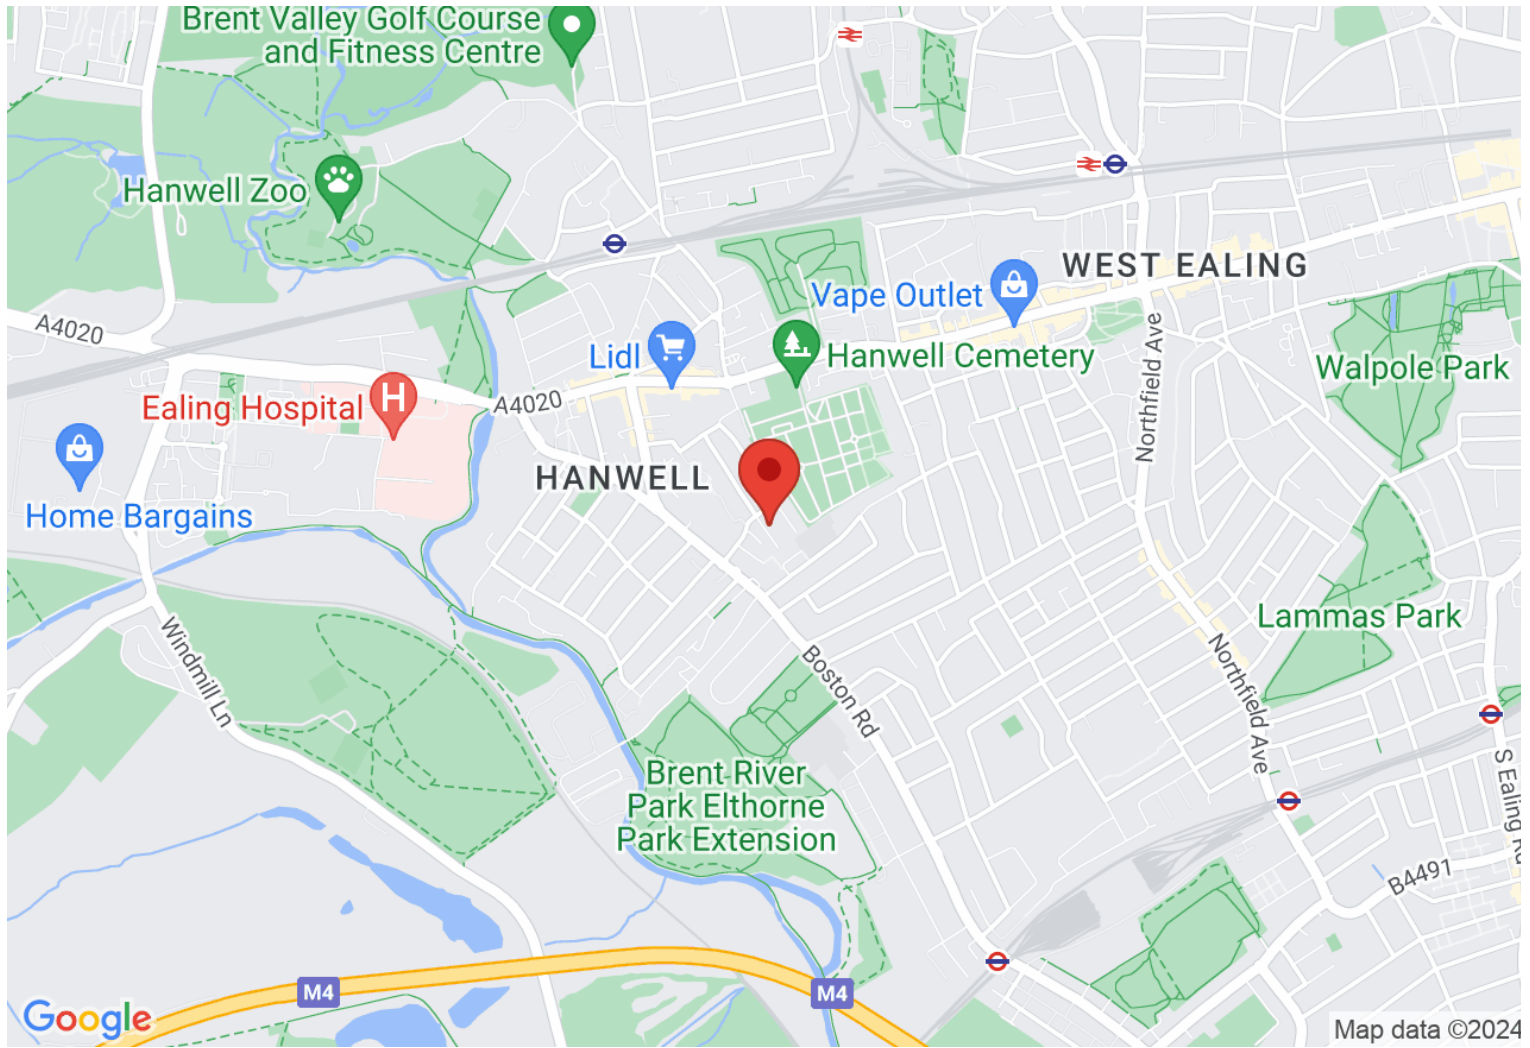 Brent Valley Golf Course
and Fitness Centre
Hanwell Zoo
WEST EALING
Vape Outlet
A4020
Northfield Ave
Lidl
Hanwell Cemetery
Walpole Park
Ealing Hospital
H
A4020
HANWELL
Home Bargains
Lammas Park
Windmill Ln
Boston Rd
Northfield Ave
Brent River
Park Elthorne
Park Extension
S Ealing Rd
B4491
M4
M4
Google
Map data ©2024